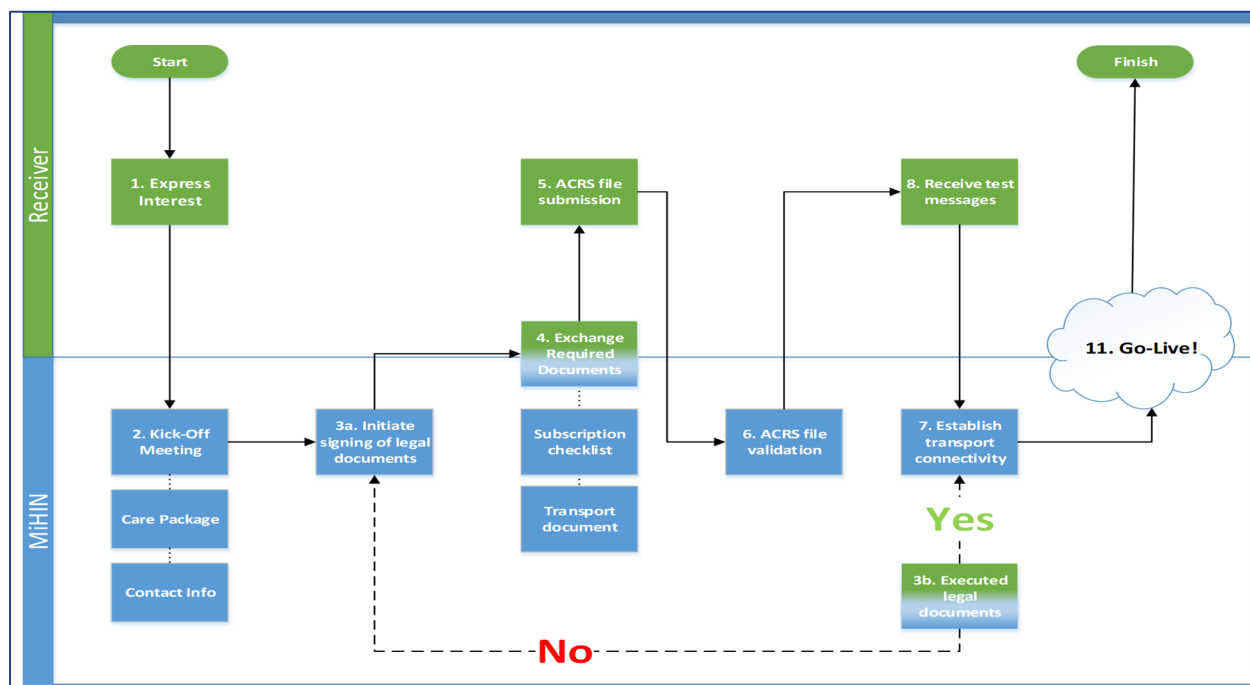 Receiver
Start
Finish
1. Express
Interest
5. ACRS file
submission
8. Receive test
messages
4. Exchange
Required
Documents
11. Go-Live!
MiHIN
2. Kick-Off
Meeting
3a. Initiate
signing of legal
documents
Subscription
checklist
6. ACRS file
validation
7. Establish
transport
connectivity
Care Package
Transport
document
Yes
Contact Info
3b. Executed
legal
documents
No